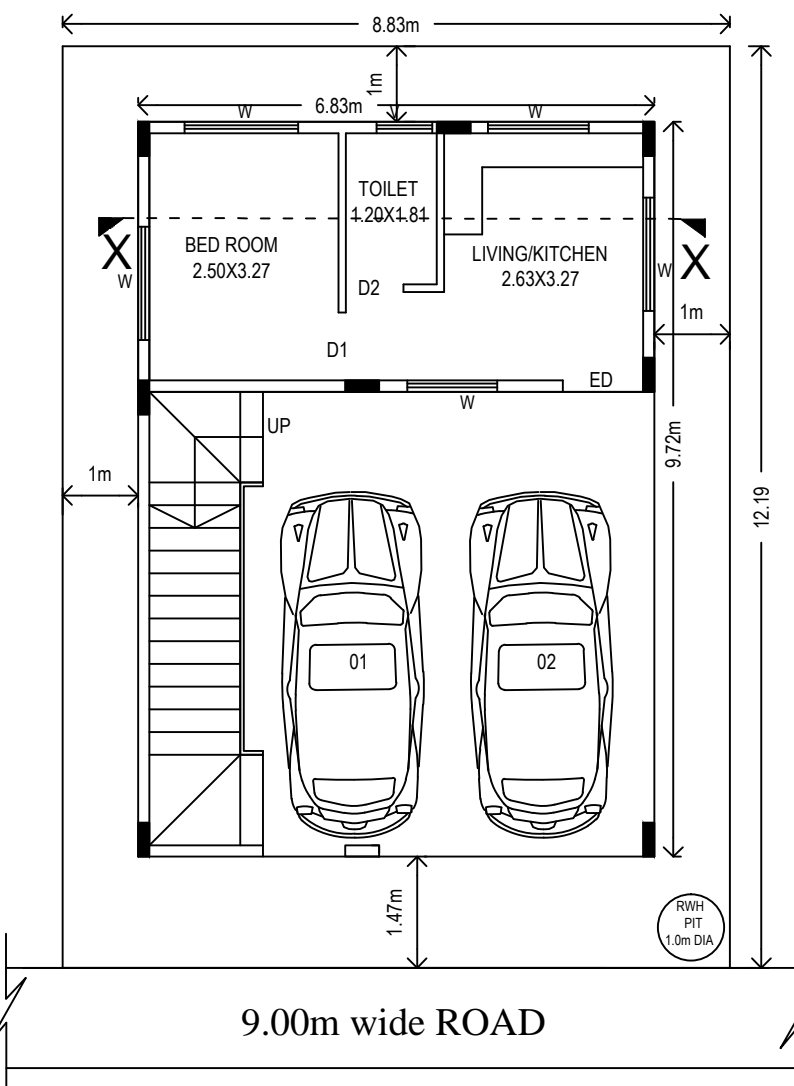 8.83m
1m
6.83m
W
W
TOILET
1.20X1.81
BED ROOM
2.50X3.27
LIVING/KITCHEN
2.63X3.27
X
X
W
W
D2
1m
D1
ED
W
UP
9.72m
1m
12.19
01
02
1.47m
RWH
PIT
1.0m DIA
9.00m wide ROAD